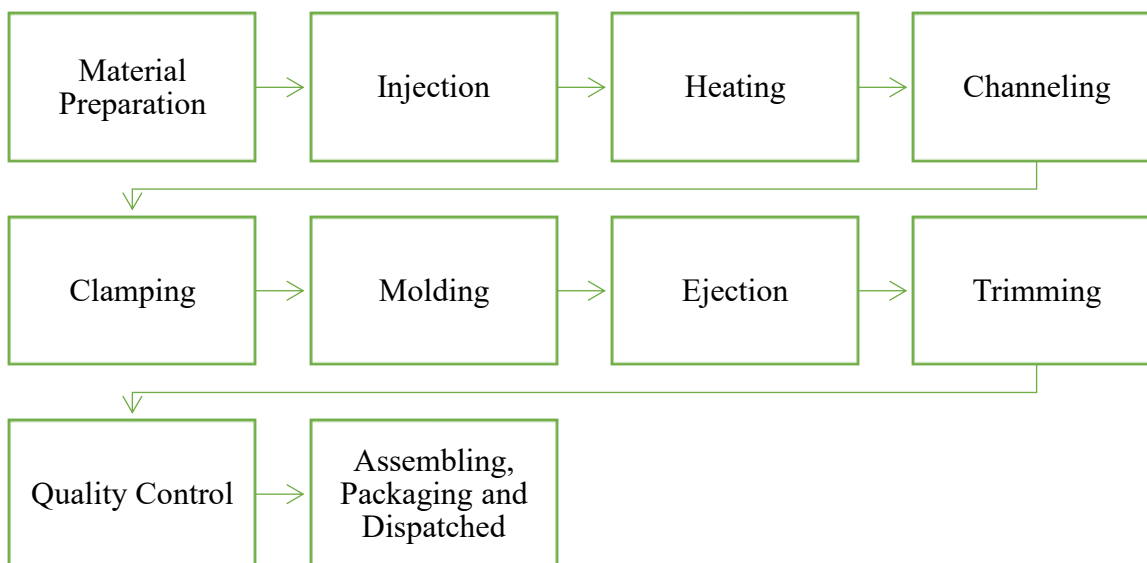 Material
Preparation
Injection
Heating
Channeling
Clamping
Molding
Ejection
Trimming
Quality Control
Assembling,
Packaging and
Dispatched